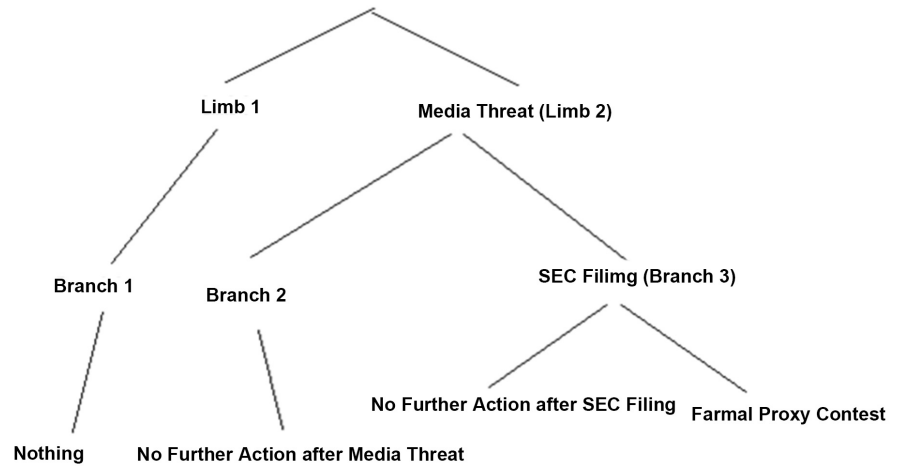 Limb 1
Media Threat (Limb 2)
Branch 1
Branch 2
SEC Filimg (Branch 3)
No Further Action after SEC Filing
Farmal Proxy Contest
Nothing
No Further Action after Media Threat